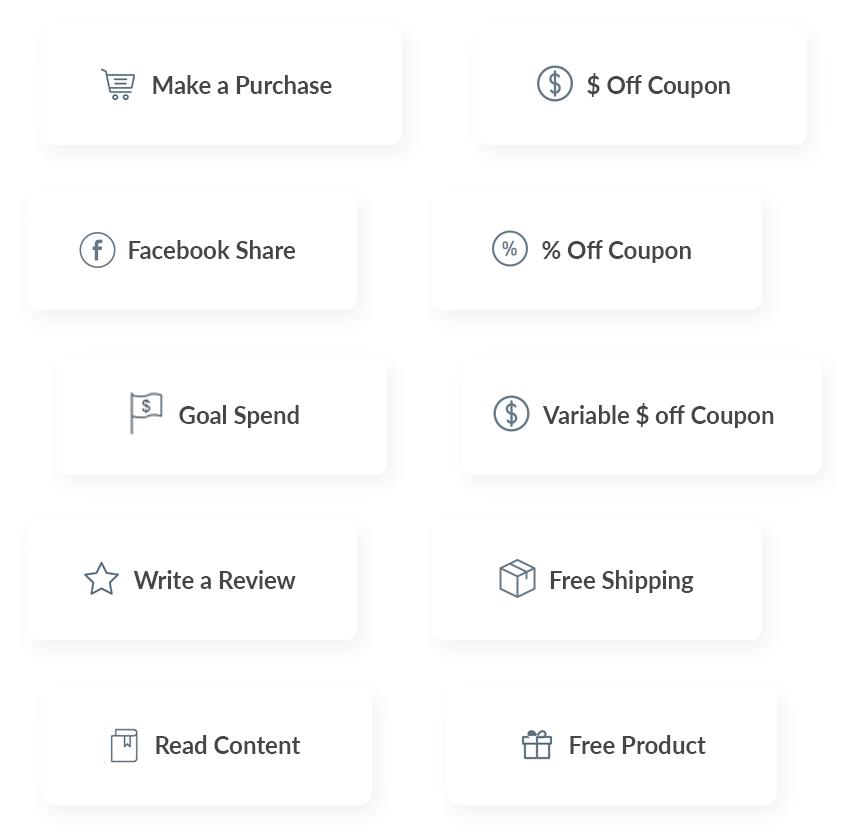 Make a Purchase
$ Off Coupon
Facebook Share
% Off Coupon
Goal Spend
Variable $ off Coupon
Write a Review
Free Shipping
Read Content
Free Product